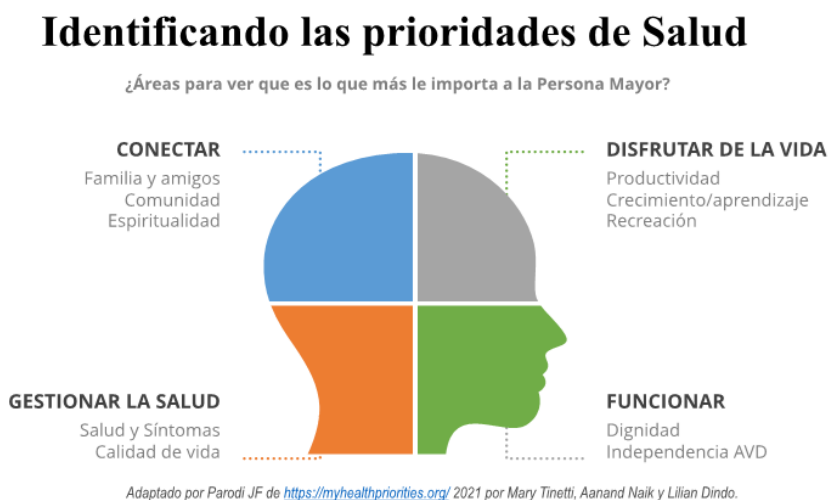 Identificando las prioridades de Salud
¿Áreas para ver que es lo que más le importa a la Persona Mayor?
CONECTAR
Familia y amigos
Comunidad
Espiritualidad
DISFRUTAR DE LA VIDA
Productividad
Crecimiento/aprendizaje
Recreación
GESTIONAR LA SALUD
Salud y Síntomas
Calidad de vida
FUNCIONAR
Dignidad
Independencia AVD
Adaptado por Parodi JF de https://myhealthpriorities.org/ 2021 por Mary Tinetti, Aanand Naik y Lilian Dindo.